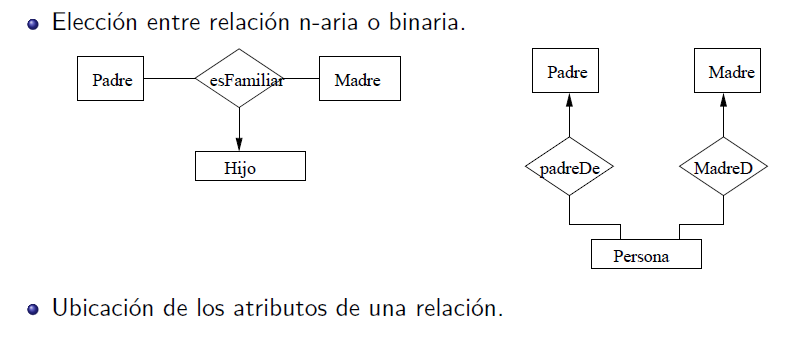 Elección entre relación n-aria o binaria.
Padre
esFamiliar
Madre
Hijo
Padre
Madre
padreDe
MadreD
Persona
Ubicación de los atributos de una relación.